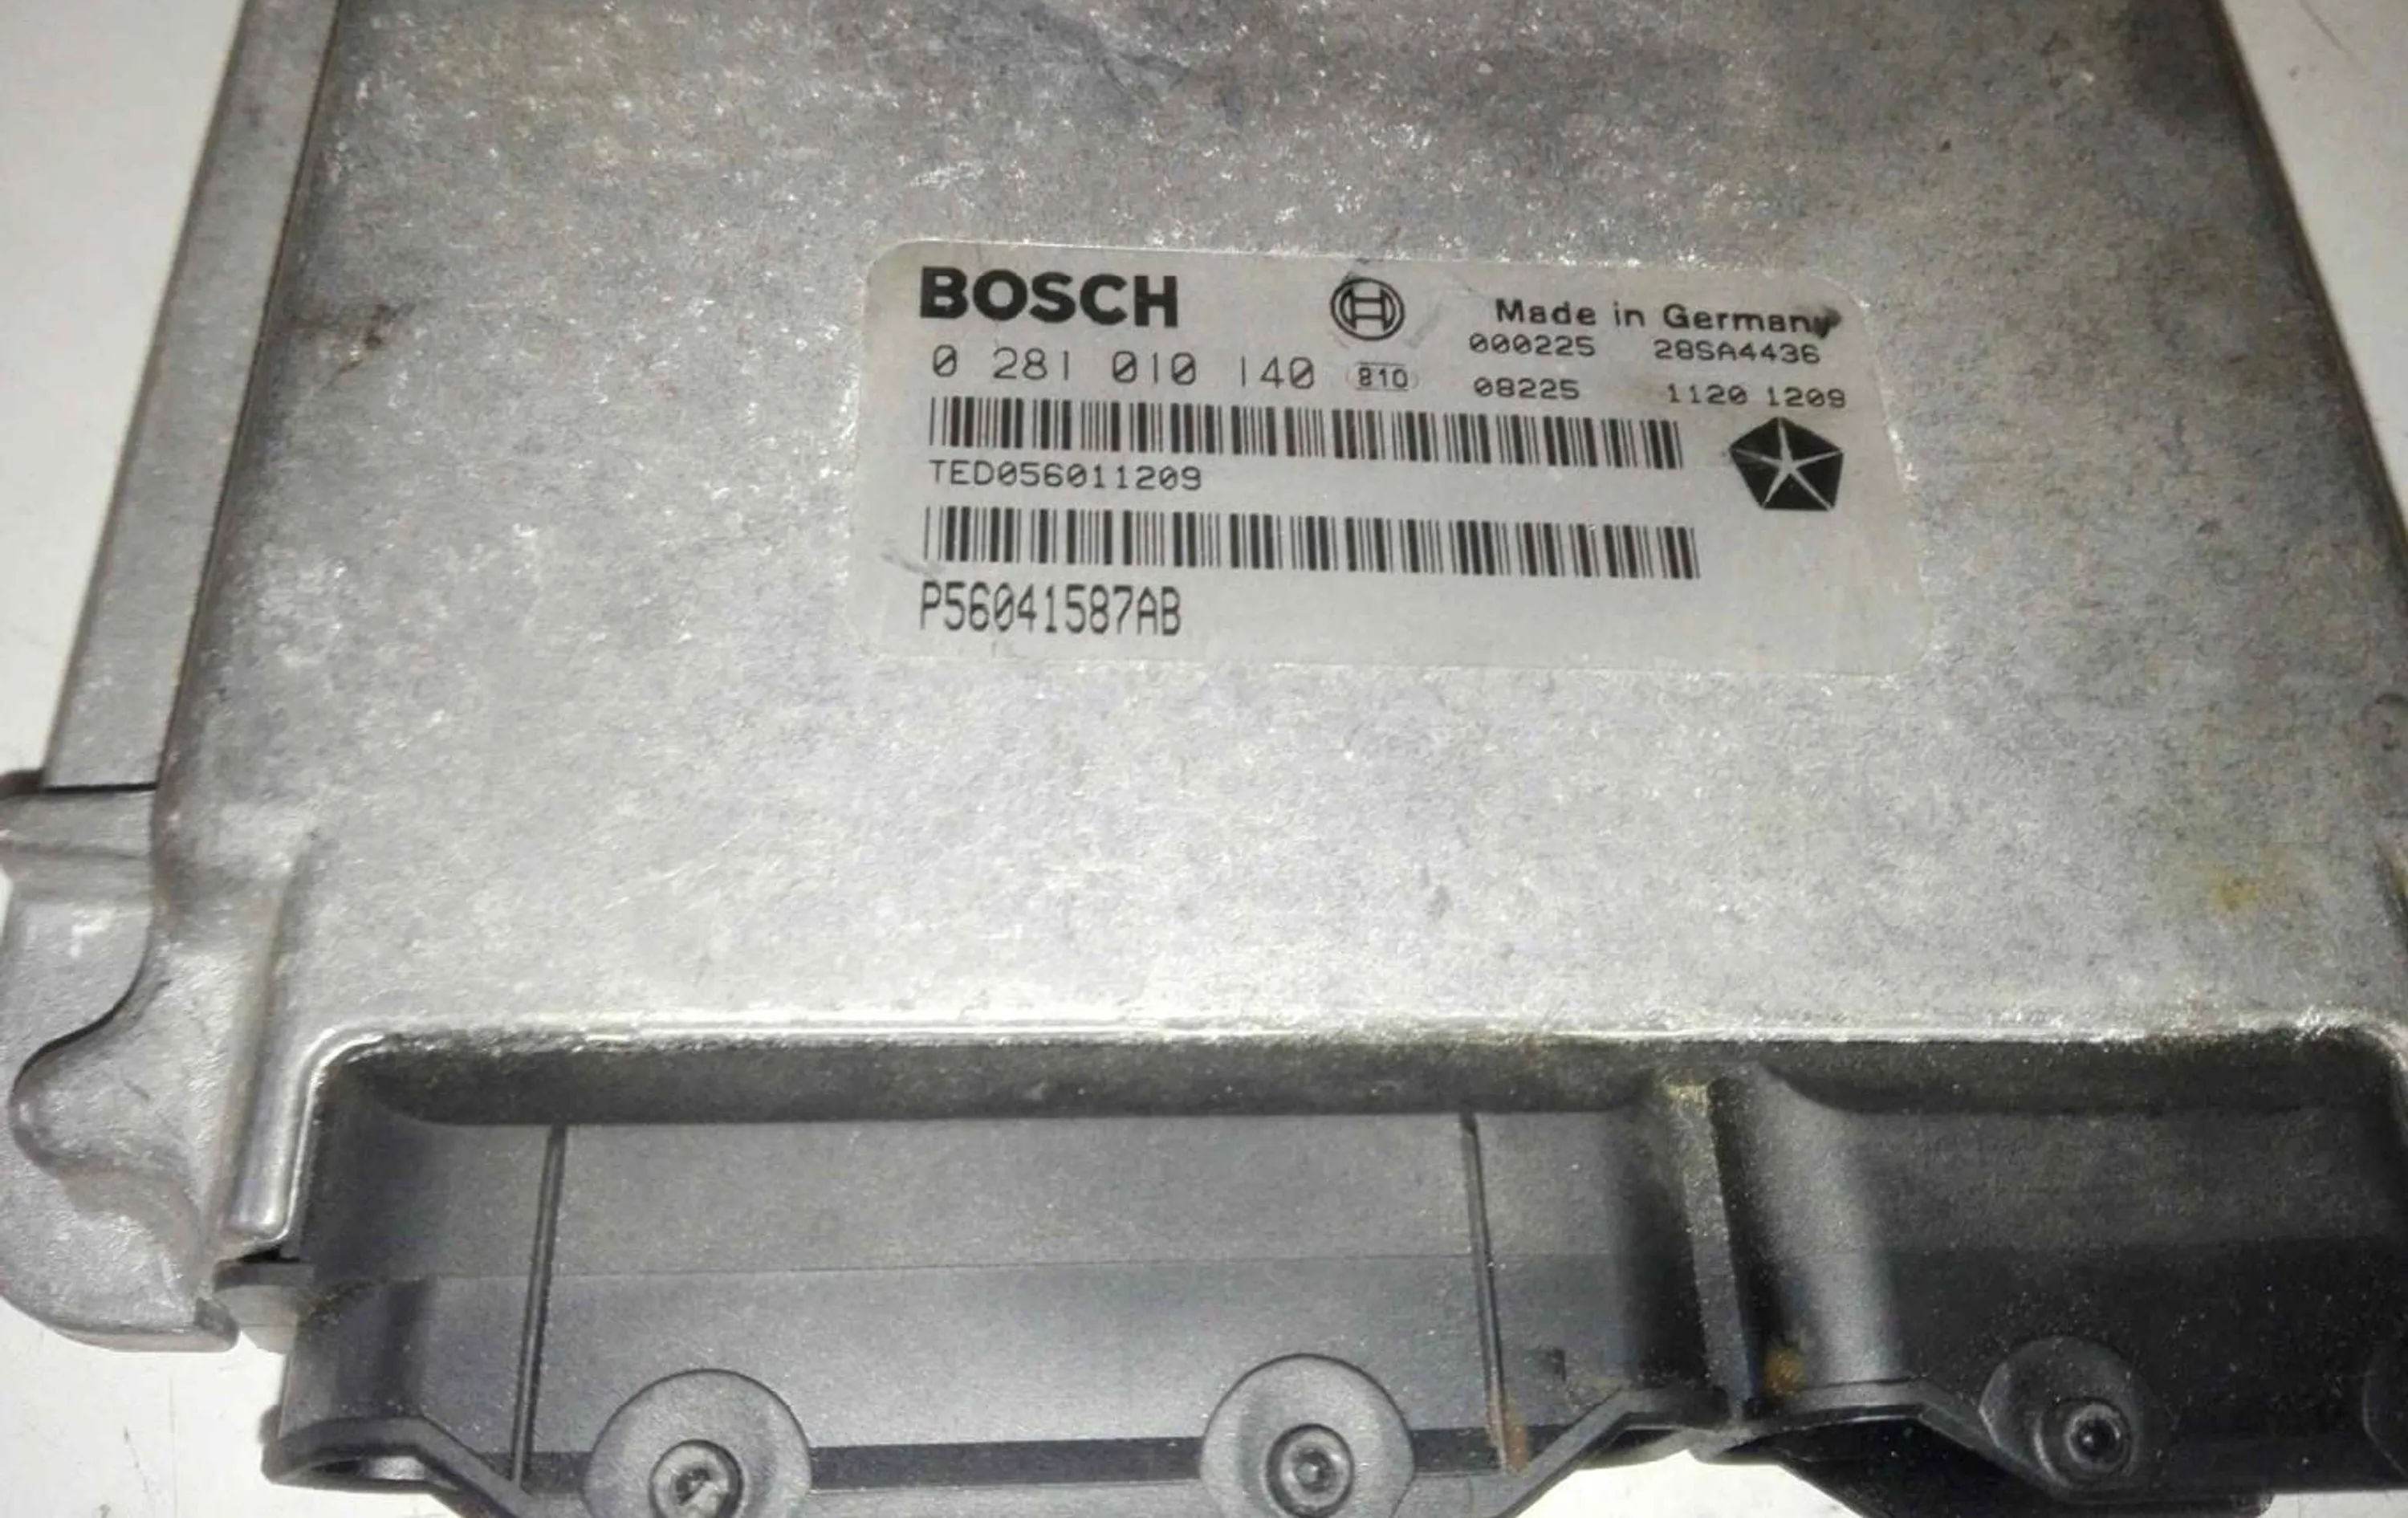 BOSCH
Made in Germany
000225 28SA4436
0 281 010 140 810
08225 1120 1209
TED056011209
P56041587AB